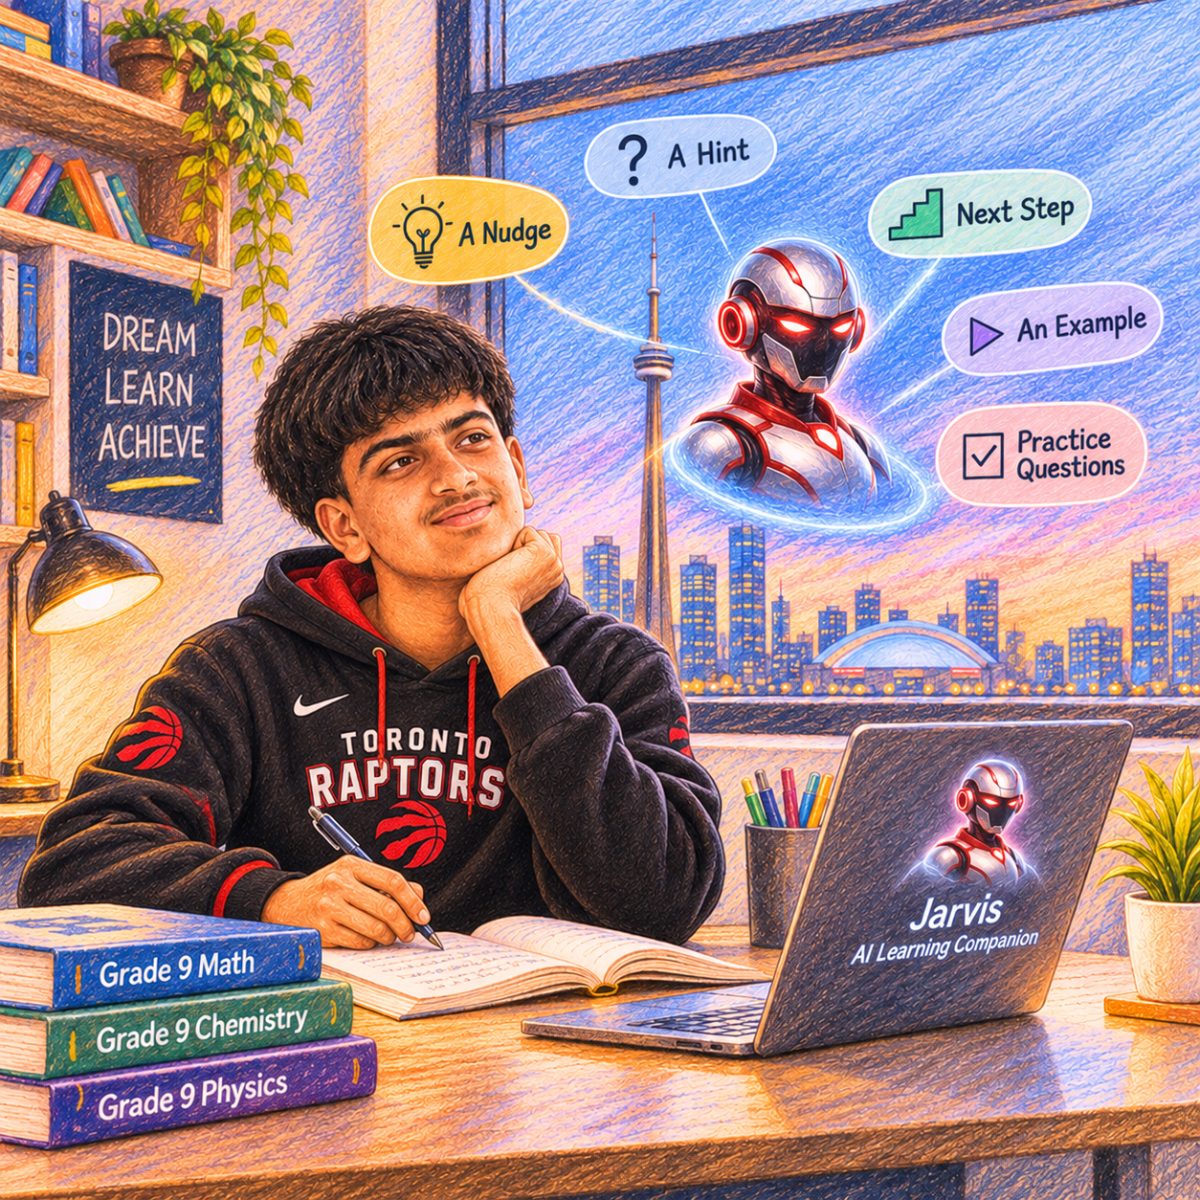 A Hint
A Nudge
Next Step
An Example
Practice
Questions
DREAM
LEARN
ACHIEVE
TORONTO
RAPTORS
Jarvis
AI Learning Companion
Grade 9 Math
Grade 9 Chemistry
Grade 9 Physics